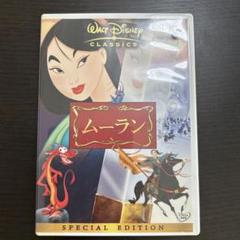 WALT DISNEY
CLASSICS
ムーラン
SPECIAL EDITION